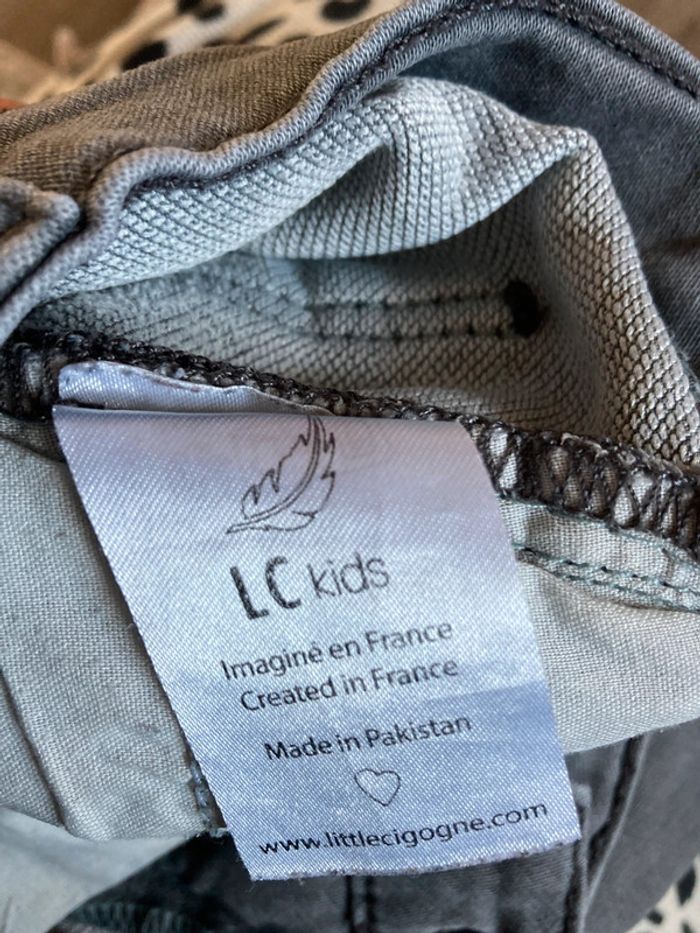 LC kids
Imaginé en France
Created in France
Made in Pakistan
www.littlecigogne.com